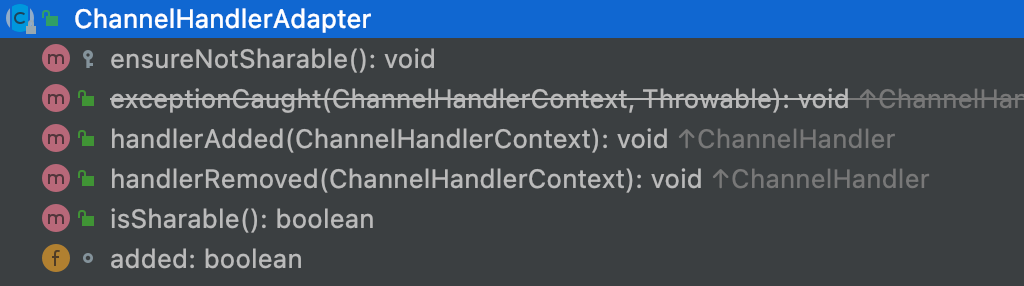 ChannelHandlerAdapter
ensureNotSharable(): void
exceptionCaught(ChannelHandlerContext, Throwable): void ↑ChannelHan
handlerAdded(ChannelHandlerContext): void ↑ChannelHandler
handlerRemoved(ChannelHandlerContext): void ↑ChannelHandler
isSharable(): boolean
added: boolean